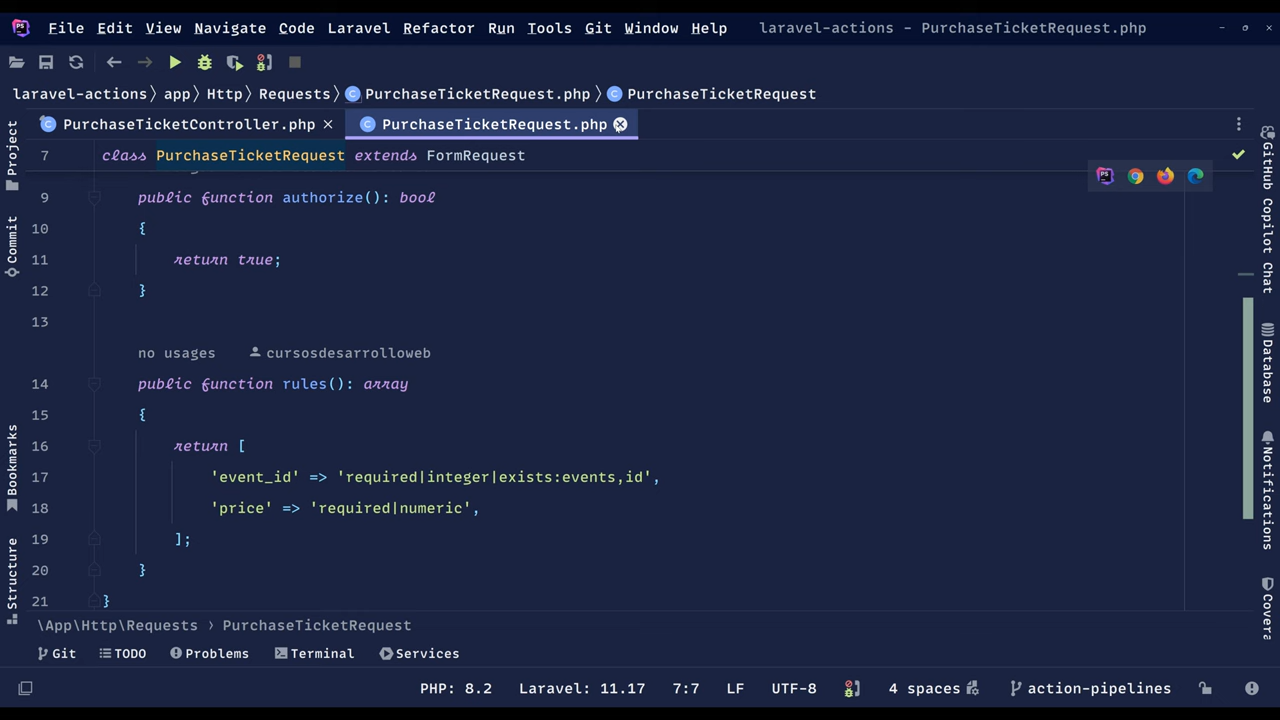 PS File Edit View Navigate Code Laravel Refactor Run Tools Git Window Help laravel-actions – PurchaseTicketRequest.php
laravel-actions 〉 app 〉 Http 〉 Requests 〉 PurchaseTicketRequest.php 〉 PurchaseTicketRequest
PurchaseTicketController.php PurchaseTicketRequest.php
7 class PurchaseTicketRequest extends FormRequest
9 public function authorize(): bool
10 {
11 return true;
12 }
13
no usages cursosdesarrolloweb
14 public function rules(): array
15 {
16 return [
17 'event_id' => 'required|integer|exists:events,id',
18 'price' => 'required|numeric',
19 ];
20 }
21 }
\App\Http\Requests › PurchaseTicketRequest
Git TODO Problems Terminal Services
PHP: 8.2 Laravel: 11.17 7:7 LF UTF-8 4 spaces action-pipelines
Project
Commit
Bookmarks
Structure
GitHub Copilot Chat
Database
Notifications
Covera
PS